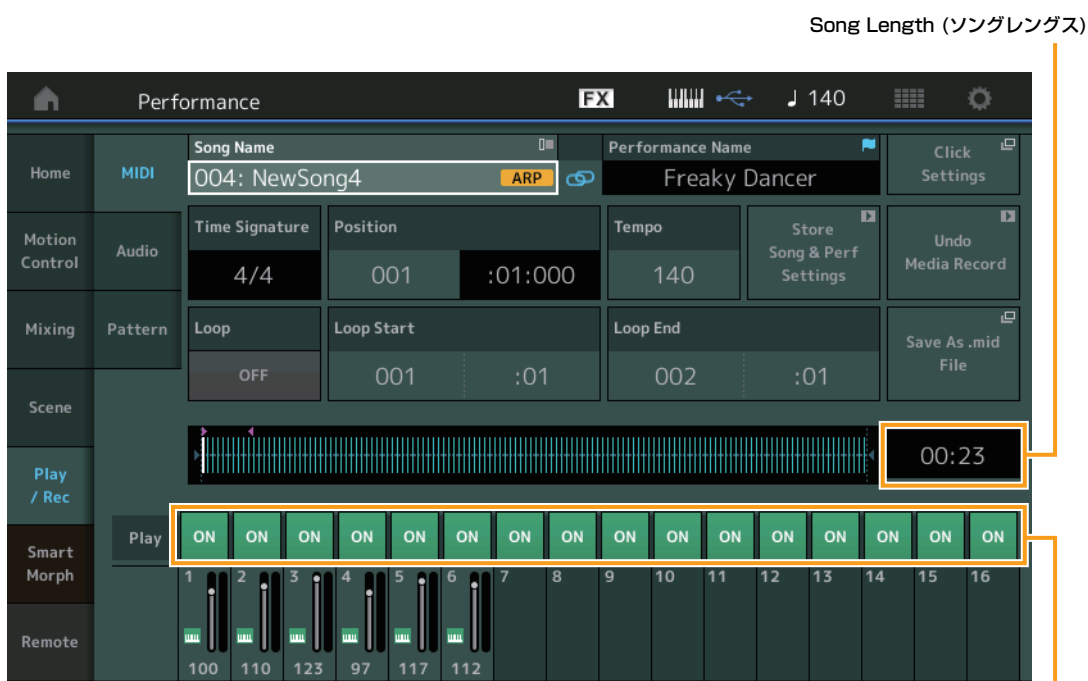 Song Length (ソングレングス)
Performance
FX
♩ 140
Home
Motion
Control
Mixing
Scene
Play
/ Rec
Smart
Morph
Remote
MIDI
Audio
Pattern
Song Name
004: NewSong4
ARP
Performance Name
Freaky Dancer
Click
Settings
Time Signature
4/4
Position
001
:01:000
Tempo
140
Store
Song & Perf
Settings
Undo
Media Record
Loop
OFF
Loop Start
001
:01
Loop End
002
:01
Save As .mid
File
00:23
Play
ON ON ON ON ON ON ON ON ON ON ON ON ON ON ON ON
1 2 3 4 5 6 7 8 9 10 11 12 13 14 15 16
100 110 123 97 117 112